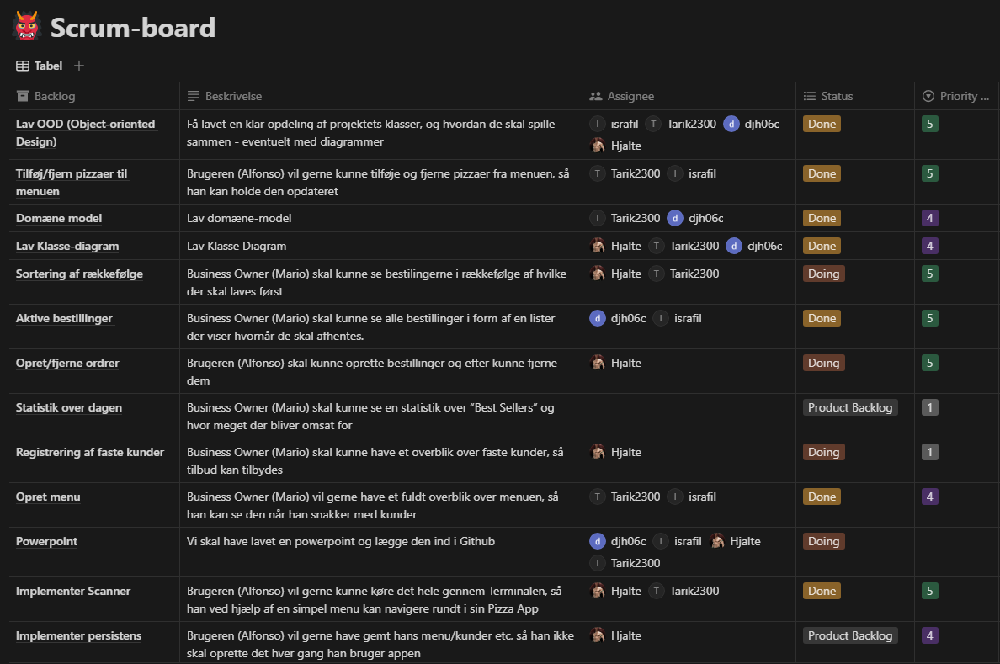 Scrum-board
Tabel
Backlog Beskrivelse Assignee Status Priority ...
Lav OOD (Object-oriented Få lavet en klar opdeling af projektets klasser, og hvordan de skal spille I israfil T Tarik2300 d djh06c Done 5
Design) sammen - eventuelt med diagrammer Hjalte
Tilføj/fjern pizzaer til Brugeren (Alfonso) vil gerne kunne tilføje og fjerne pizzaer fra menuen, så T Tarik2300 I israfil Done 5
menuen han kan holde den opdateret
Domæne model Lav domæne-model T Tarik2300 d djh06c Done 4
Lav Klasse-diagram Lav Klasse Diagram Hjalte T Tarik2300 d djh06c Done 4
Sortering af rækkefølge Business Owner (Mario) skal kunne se bestilingerne i rækkefølge af hvilke Hjalte T Tarik2300 Doing 5
der skal laves først
Aktive bestillinger Business Owner (Mario) skal kunne se alle bestillinger i form af en lister d djh06c I israfil Done 5
der viser hvornår de skal afhentes.
Opret/fjerne ordrer Brugeren (Alfonso) skal kunne oprette bestillinger og efter kunne fjerne Hjalte Doing 5
dem
Statistik over dagen Business Owner (Mario) skal kunne se en statistik over “Best Sellers” og Product Backlog 1
hvor meget der bliver omsat for
Registrering af faste kunder Business Owner (Mario) skal kunne have et overblik over faste kunder, så Hjalte Doing 1
tilbud kan tilbydes
Opret menu Business Owner (Mario) vil gerne have et fuldt overblik over menuen, så T Tarik2300 I israfil Done 4
han kan se den når han snakker med kunder
Powerpoint Vi skal have lavet en powerpoint og lægge den ind i Github d djh06c I israfil Hjalte Doing
T Tarik2300
Implementer Scanner Brugeren (Alfonso) vil gerne kunne køre det hele gennem Terminalen, så Hjalte T Tarik2300 Done 5
han ved hjælp af en simpel menu kan navigere rundt i sin Pizza App
Implementer persistens Brugeren (Alfonso) vil gerne have gemt hans menu/kunder etc, så han ikke Hjalte Product Backlog 4
skal oprette det hver gang han bruger appen